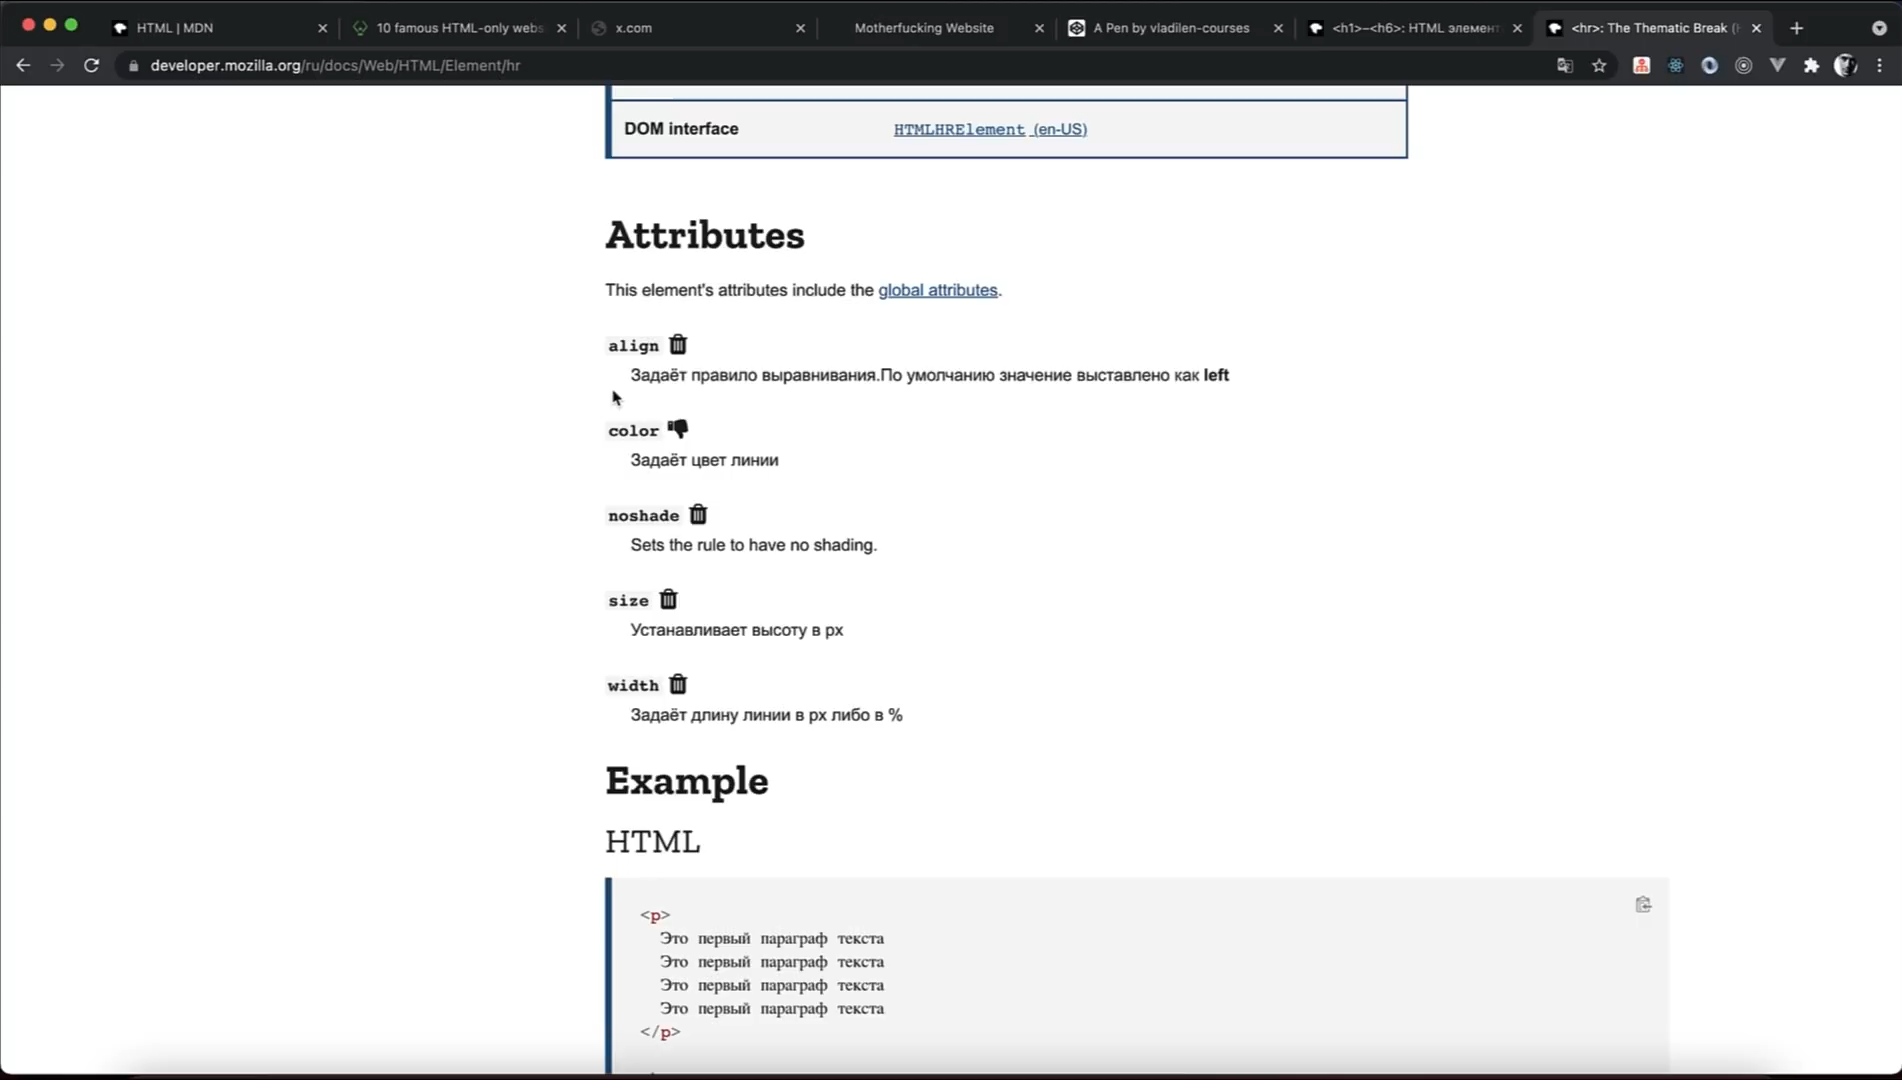 HTML | MDN
10 famous HTML-only webs
x.com
Motherfucking Website
A Pen by vladilen-courses
<h1>–<h6>: HTML элемент
<hr>: The Thematic Break (
developer.mozilla.org/ru/docs/Web/HTML/Element/hr
DOM interface HTMLHRElement (en-US)
Attributes
This element's attributes include the global attributes.
align
Задаёт правило выравнивания.По умолчанию значение выставлено как left
color
Задаёт цвет линии
noshade
Sets the rule to have no shading.
size
Устанавливает высоту в px
width
Задаёт длину линии в px либо в %
Example
HTML
<p>
Это первый параграф текста
Это первый параграф текста
Это первый параграф текста
Это первый параграф текста
</p>